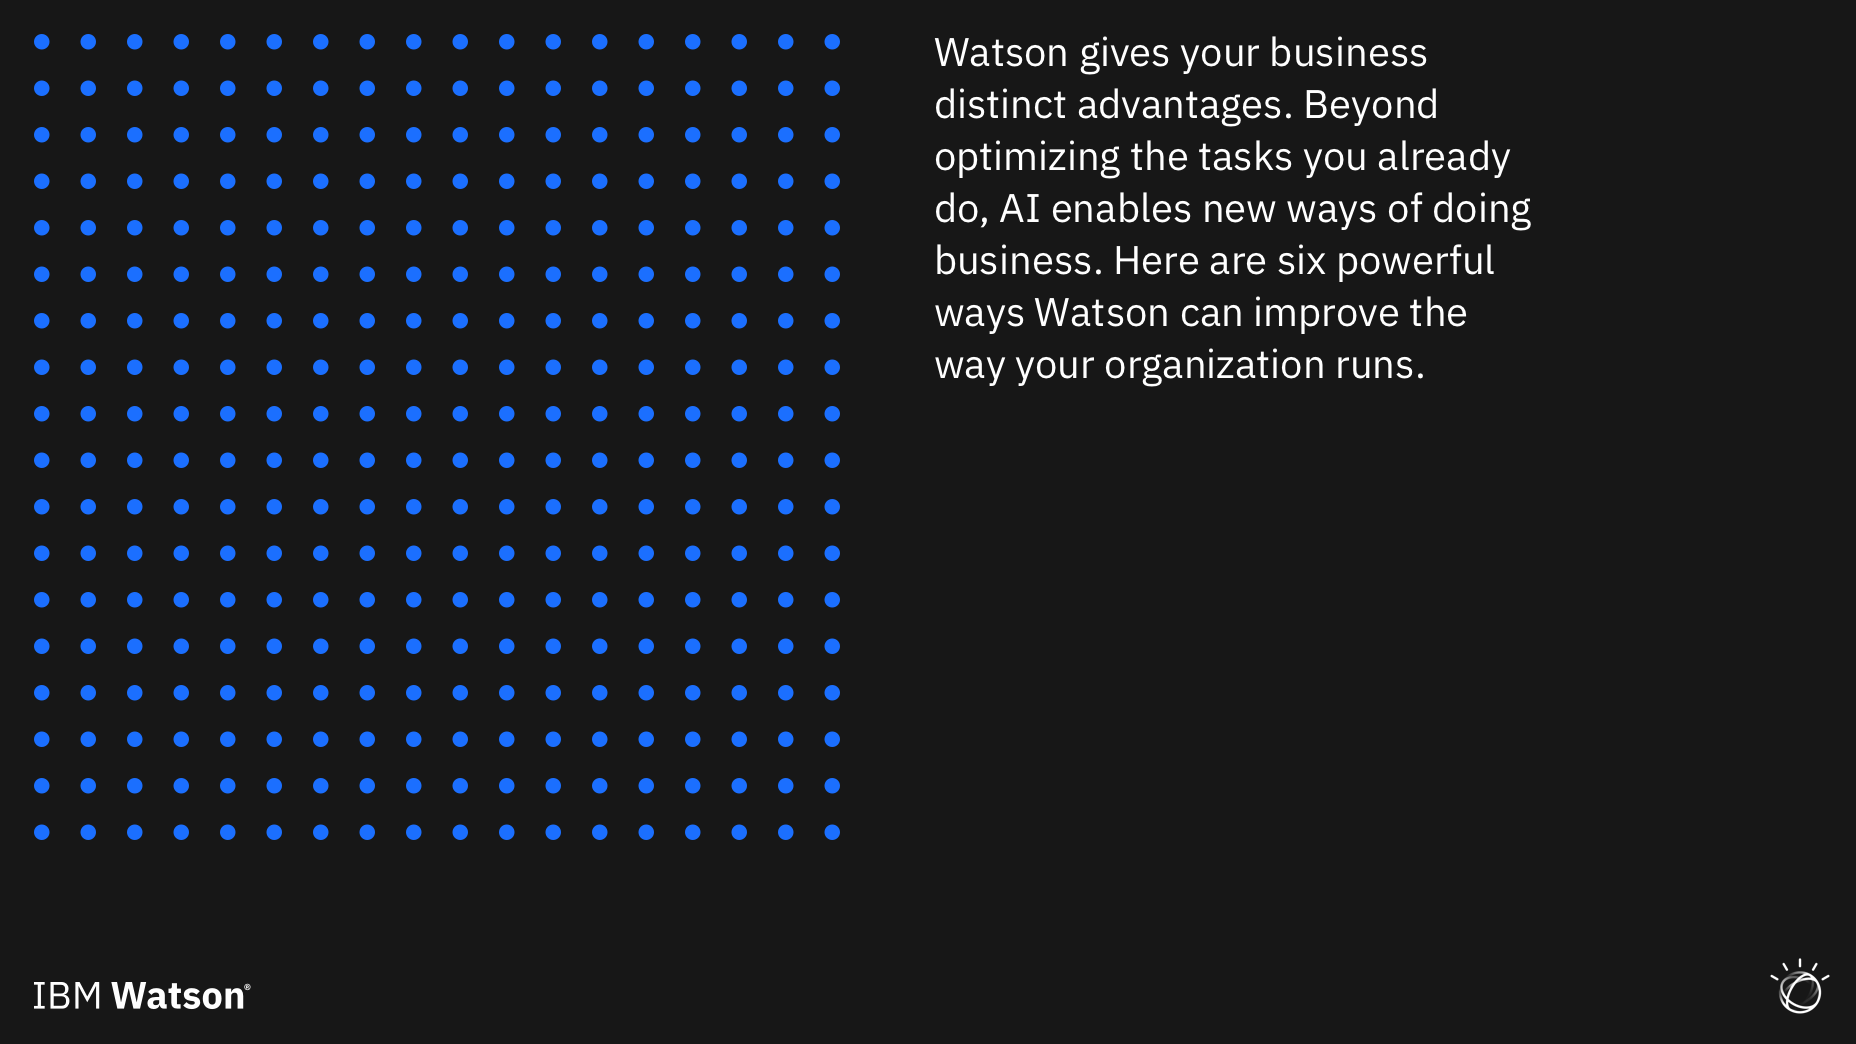 Watson gives your business
distinct advantages. Beyond
optimizing the tasks you already
do, AI enables new ways of doing
business. Here are six powerful
ways Watson can improve the
way your organization runs.
IBM Watson®